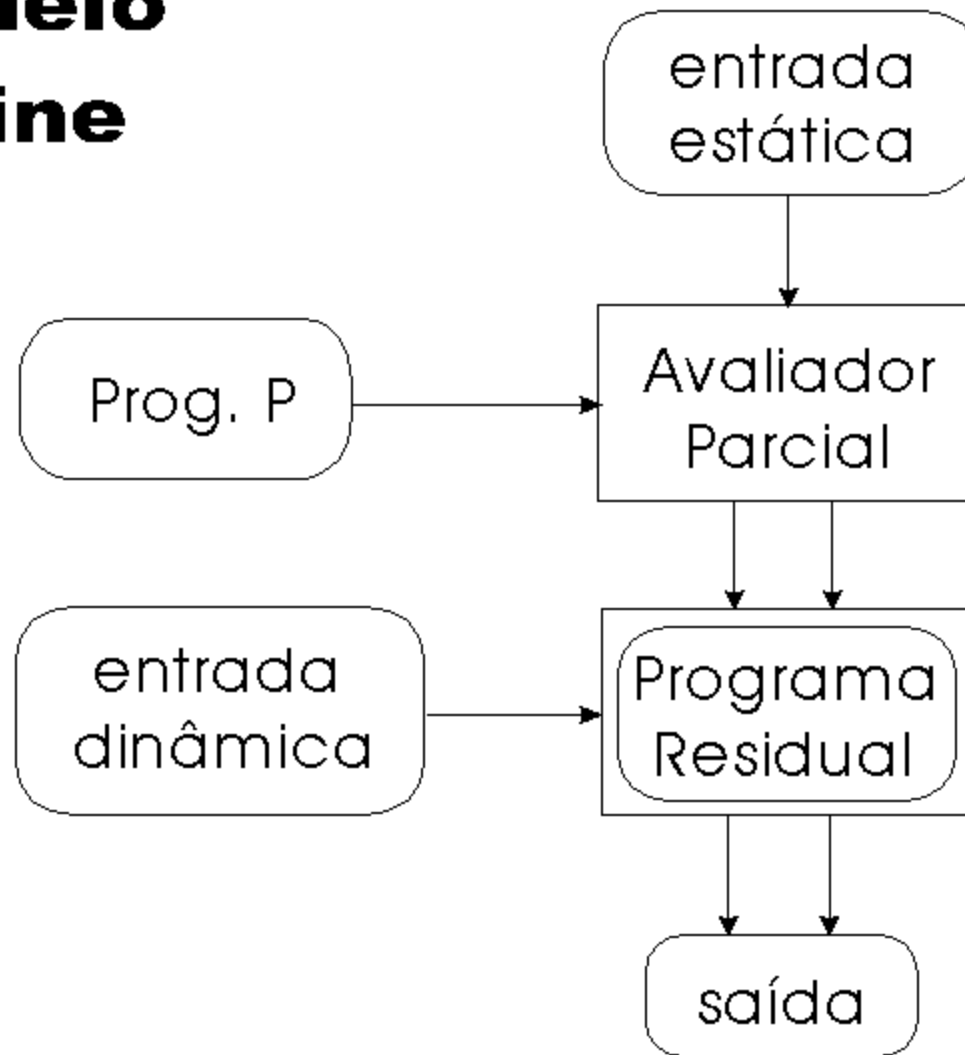 entrada
estática
Prog. P
Avaliador
Parcial
entrada
dinâmica
Programa
Residual
saída